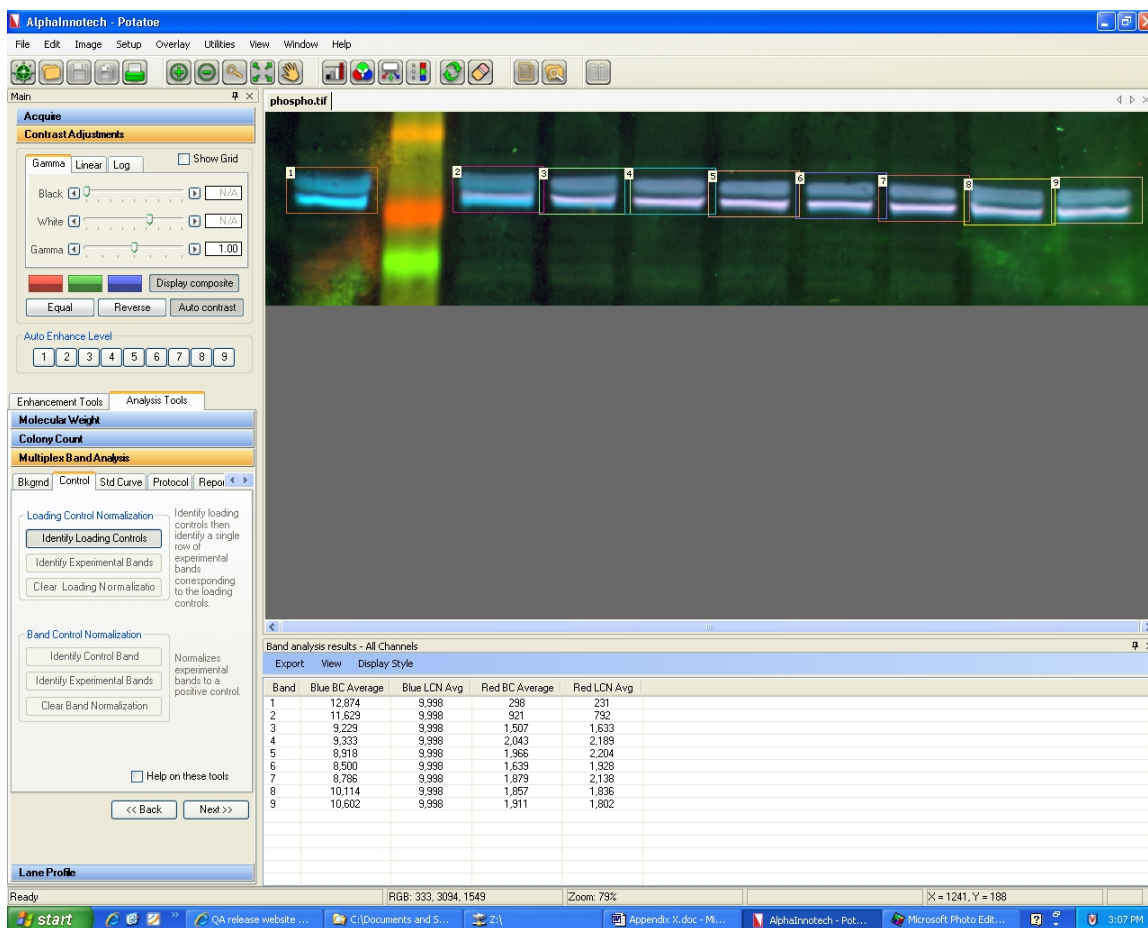 AlphaInnotech - Potatoe
File Edit Image Setup Overlay Utilities View Window Help
Main
Acquire
Contrast Adjustments
Gamma Linear Log Show Grid
Black N/A
White N/A
Gamma 1.00
Display composite
Equal Reverse Auto contrast
Auto Enhance Level
1 2 3 4 5 6 7 8 9
Enhancement Tools Analysis Tools
Molecular Weight
Colony Count
Multiplex Band Analysis
Bkgrnd Control Std Curve Protocol Repor
Loading Control Normalization
Identify Loading Controls
Identify Experimental Bands
Clear Loading Normalizatio
Identify loading
controls then
identify a single
row of
experimental
bands
corresponding
to the loading
controls.
Band Control Normalization
Identify Control Band
Identify Experimental Bands
Clear Band Normalization
Normalizes
experimental
bands to a
positive control.
Help on these tools
<< Back Next >>
Lane Profile
phospho.tif
1 2 3 4 5 6 7 8 9
Band analysis results - All Channels
Export View Display Style
Band Blue BC Average Blue LCN Avg Red BC Average Red LCN Avg
1 12,874 9,998 298 231
2 11,629 9,998 921 792
3 9,229 9,998 1,507 1,633
4 9,333 9,998 2,043 2,189
5 8,918 9,998 1,966 2,204
6 8,500 9,998 1,639 1,928
7 8,786 9,998 1,879 2,138
8 10,114 9,998 1,857 1,836
9 10,602 9,998 1,911 1,802
Ready RGB: 333, 3094, 1549 Zoom: 79% X = 1241, Y = 188
start QA release website ... C:\Documents and S... Z:\ Appendix X.doc - Mi... AlphaInnotech - Pot... Microsoft Photo Edit... 3:07 PM